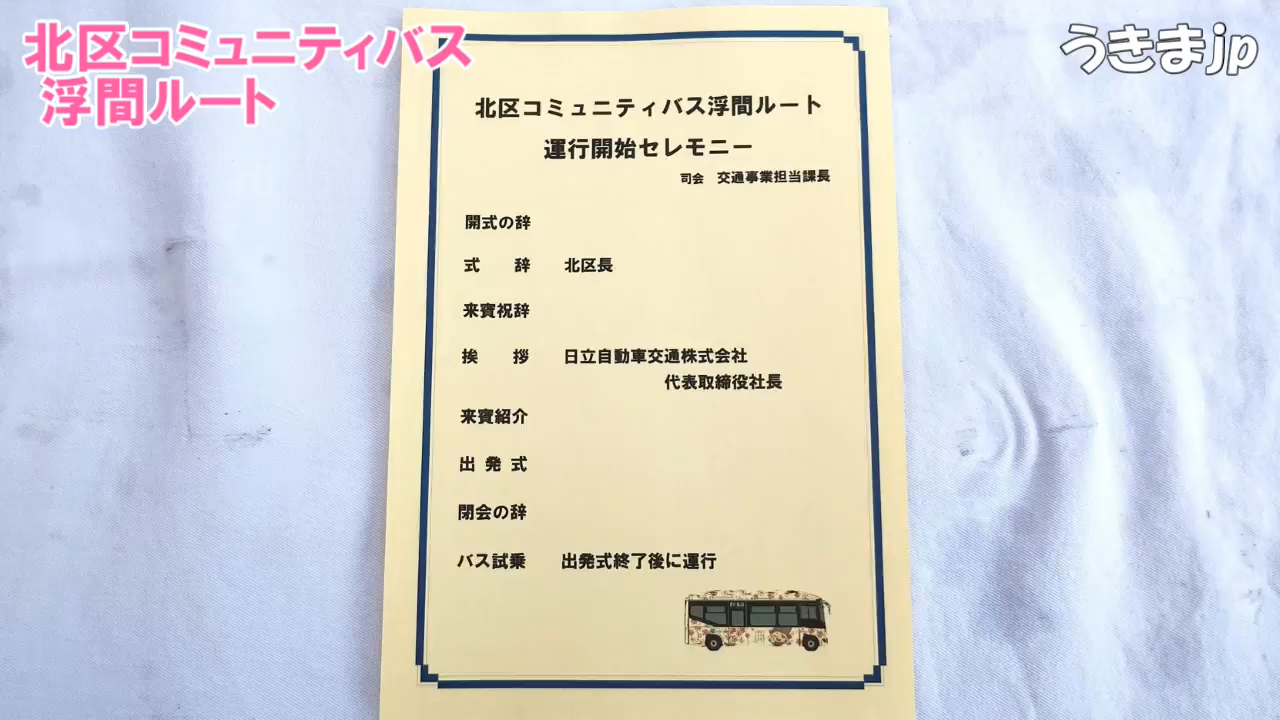 北区コミュニティバス
浮間ルート
うきまjp
北区コミュニティバス浮間ルート
運行開始セレモニー
司会　交通事業担当課長
開式の辞
式　辞　北区長
来賓祝辞
挨　拶　日立自動車交通株式会社
代表取締役社長
来賓紹介
出発式
閉会の辞
バス試乗　出発式終了後に運行